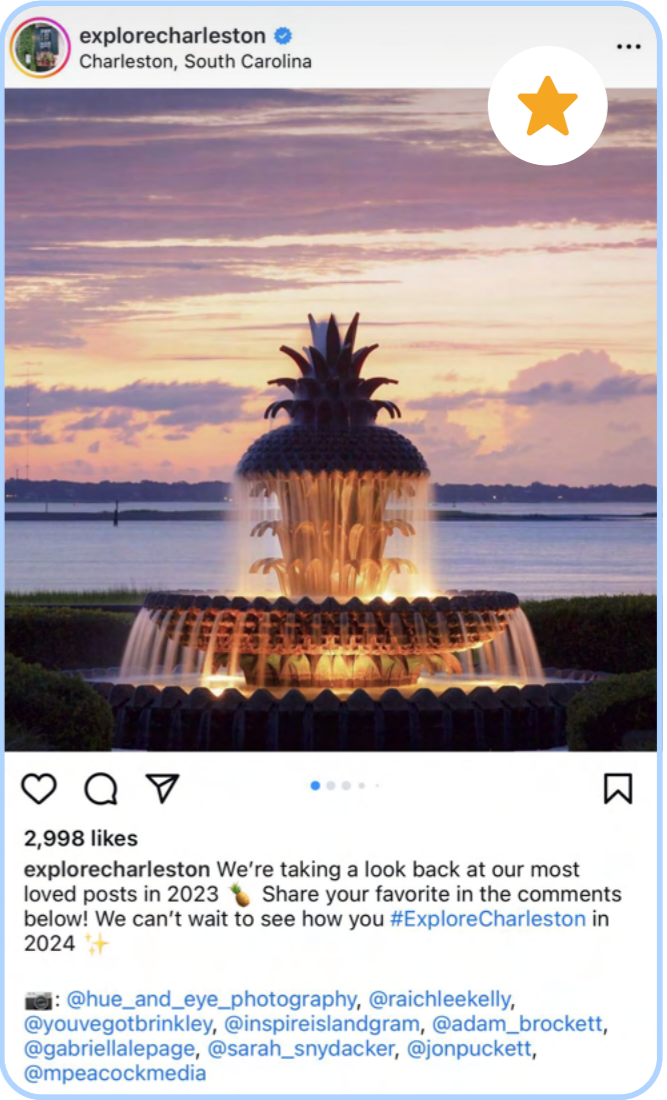 explorecharleston
Charleston, South Carolina
2,998 likes
explorecharleston We’re taking a look back at our most
loved posts in 2023 🍍 Share your favorite in the comments
below! We can’t wait to see how you #ExploreCharleston in
2024 ✨
📷: @hue_and_eye_photography, @raichleekelly,
@youvegotbrinkley, @inspireislandgram, @adam_brockett,
@gabriellalepage, @sarah_snydacker, @jonpuckett,
@mpeacockmedia